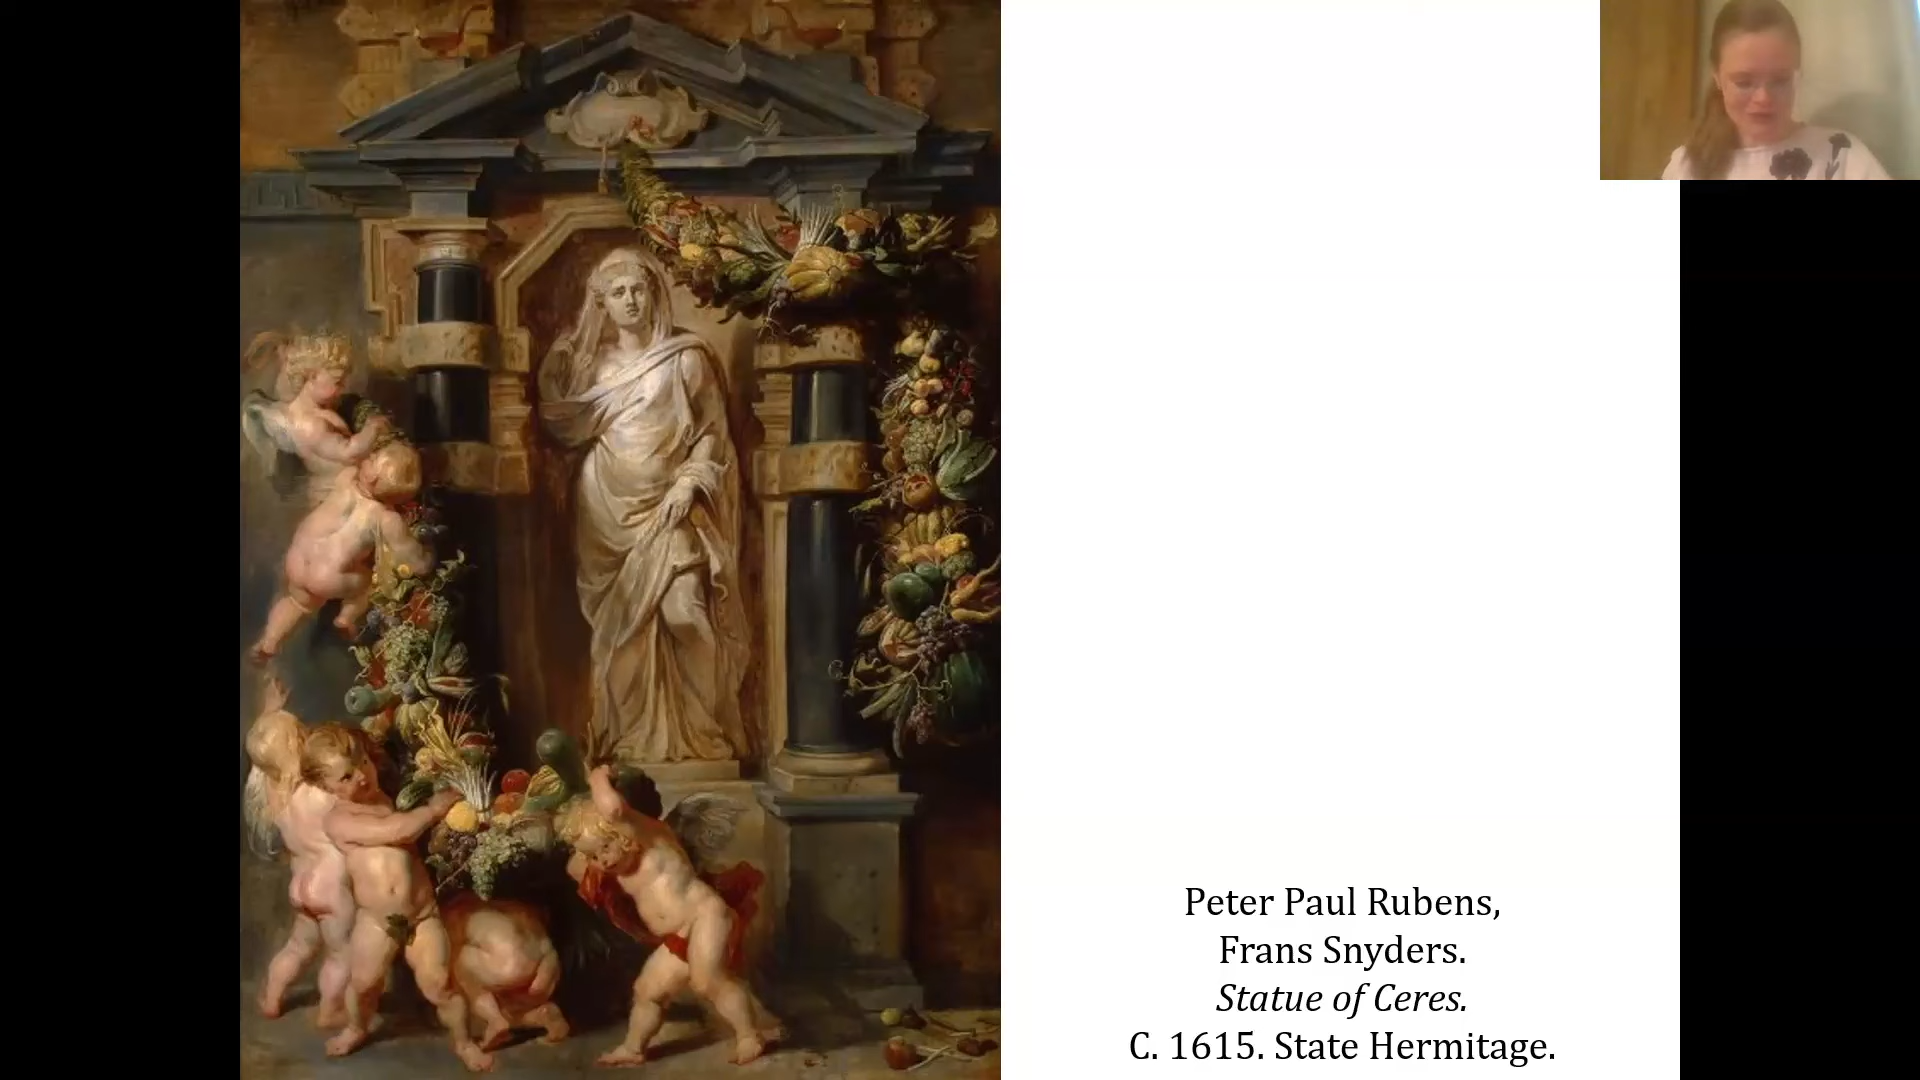 Peter Paul Rubens,
Frans Snyders.
Statue of Ceres.
C. 1615. State Hermitage.